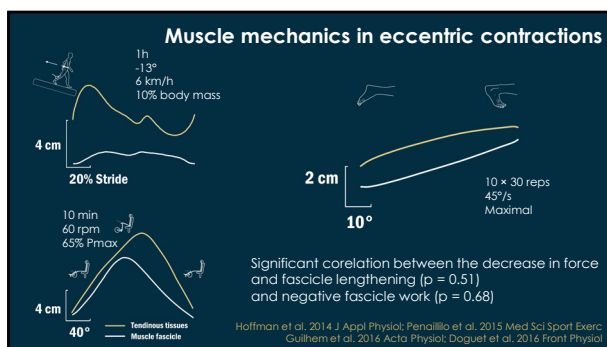 Muscle mechanics in eccentric contractions
1h
-13°
6 km/h
10% body mass
4 cm
20% Stride
2 cm
10°
10 × 30 reps
45°/s
Maximal
10 min
60 rpm
65% Pmax
4 cm
40°
Tendinous tissues
Muscle fascicle
Significant corelation between the decrease in force
and fascicle lengthening (p = 0.51)
and negative fascicle work (p = 0.68)
Hoffman et al. 2014 J Appl Physiol; Penailillo et al. 2015 Med Sci Sport Exerc
Guilhem et al. 2016 Acta Physiol; Doguet et al. 2016 Front Physiol